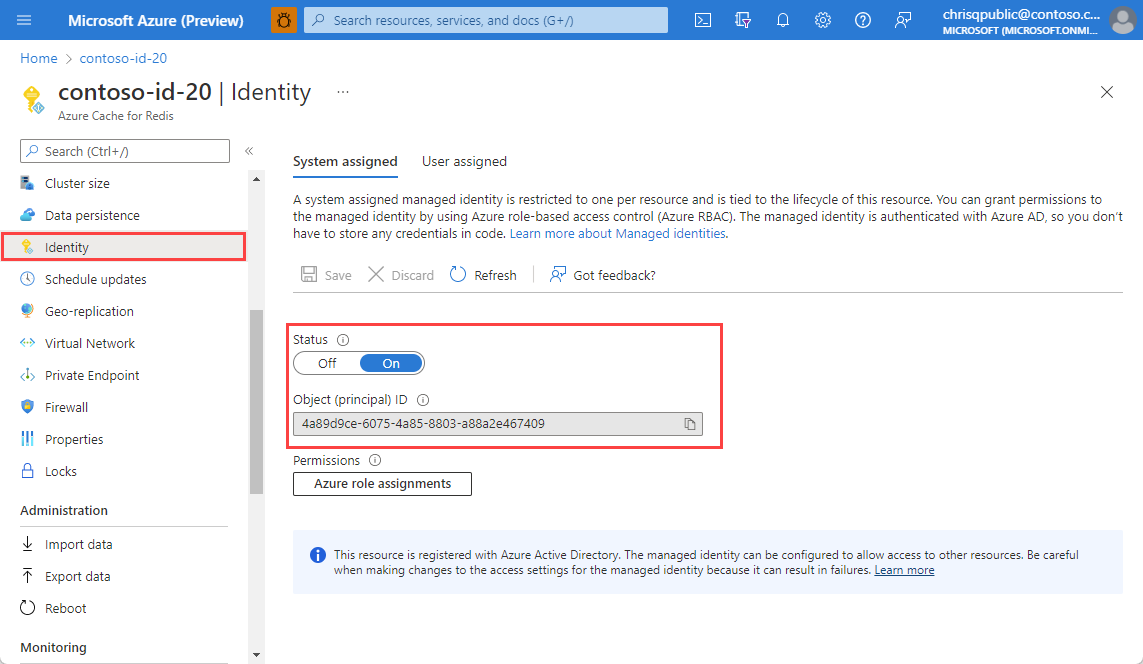 Microsoft Azure (Preview)
Search resources, services, and docs (G+/)
chrisqpublic@contoso.c...
MICROSOFT (MICROSOFT.ONMI...
Home > contoso-id-20
contoso-id-20 | Identity ...
Azure Cache for Redis
Search (Ctrl+/)
«
Cluster size
Data persistence
Identity
Schedule updates
Geo-replication
Virtual Network
Private Endpoint
Firewall
Properties
Locks
Administration
Import data
Export data
Reboot
Monitoring
System assigned User assigned
A system assigned managed identity is restricted to one per resource and is tied to the lifecycle of this resource. You can grant permissions to
the managed identity by using Azure role-based access control (Azure RBAC). The managed identity is authenticated with Azure AD, so you don't
have to store any credentials in code. Learn more about Managed identities.
Save Discard Refresh Got feedback?
Status
Off On
Object (principal) ID
4a89d9ce-6075-4a85-8803-a88a2e467409
Permissions
Azure role assignments
This resource is registered with Azure Active Directory. The managed identity can be configured to allow access to other resources. Be careful
when making changes to the access settings for the managed identity because it can result in failures. Learn more